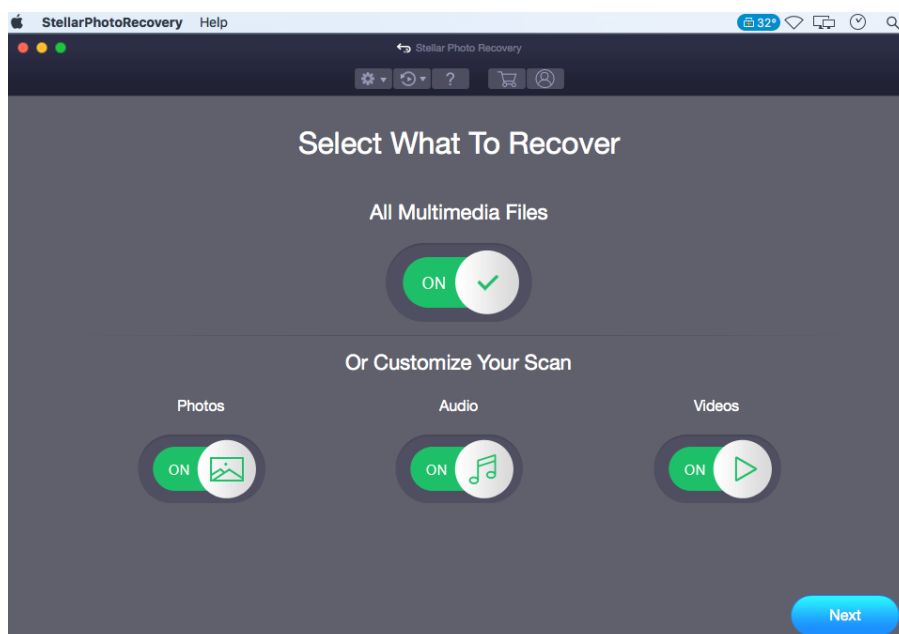 StellarPhotoRecovery Help 32°
Stellar Photo Recovery
?
Select What To Recover
All Multimedia Files
ON
Or Customize Your Scan
Photos Audio Videos
ON ON ON
Next